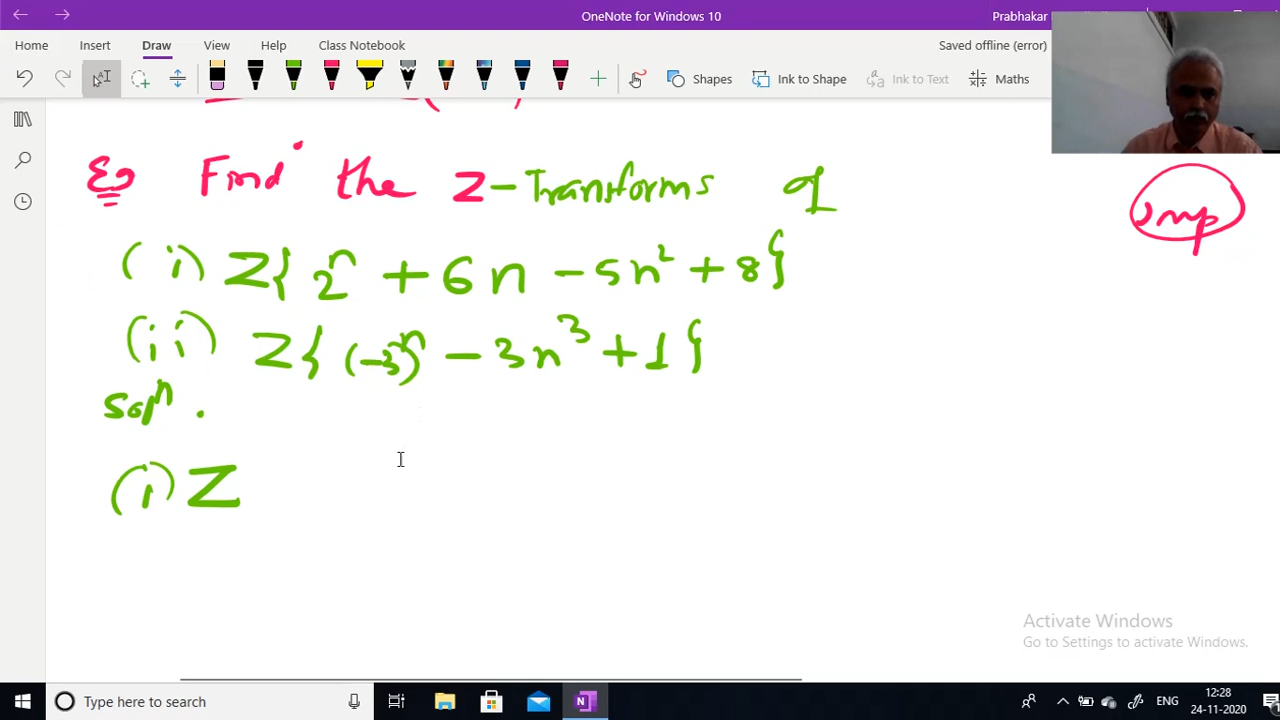 OneNote for Windows 10
Prabhakar
Home Insert Draw View Help Class Notebook
Saved offline (error)
Shapes Ink to Shape Ink to Text Maths
Ex Find the Z-Transforms of
imp
(i) Z{ 2ⁿ + 6n - 5n² + 8}
(ii) Z{ (-3)ⁿ - 3n³ + 1}
Solⁿ.
(i) Z
Activate Windows
Go to Settings to activate Windows.
Type here to search
ENG
12:28
24-11-2020